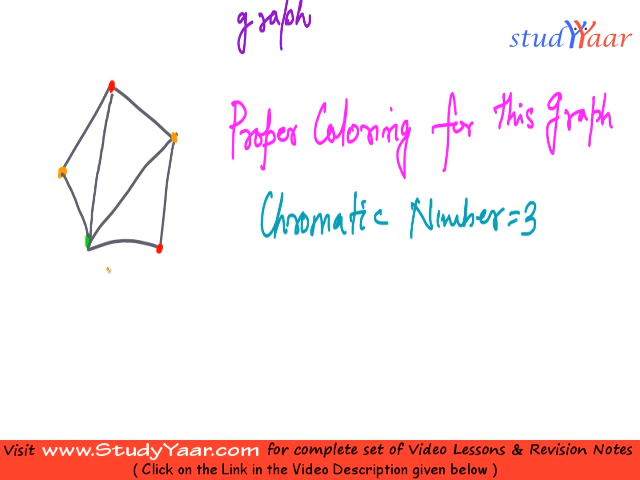 graph
studYYaar
Proper Coloring for this graph
Chromatic Number=3
Visit www.StudyYaar.com for complete set of Video Lessons & Revision Notes
( Click on the Link in the Video Description given below )